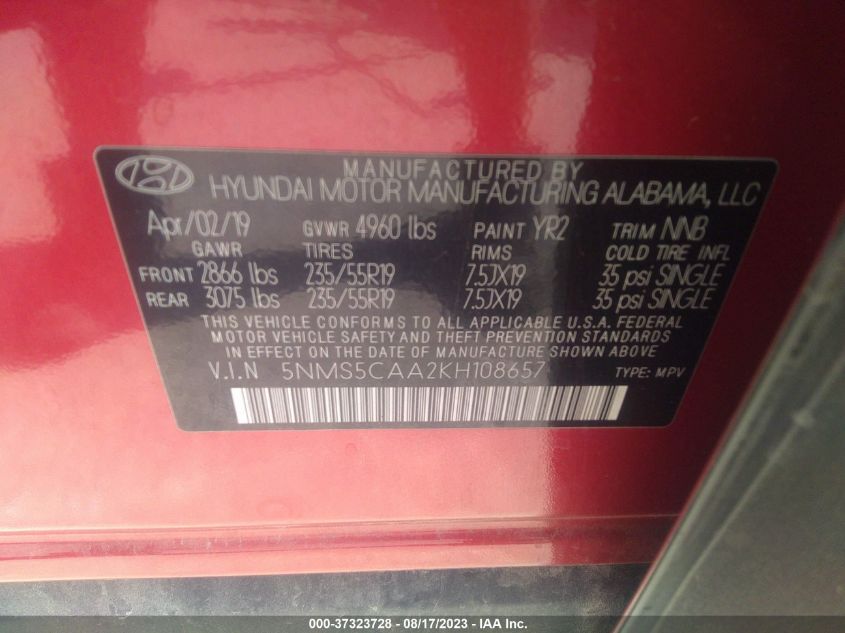 MANUFACTURED BY
HYUNDAI MOTOR MANUFACTURING ALABAMA, LLC
Apr/02/19 GVWR 4960 lbs PAINT YR2 TRIM NNB
GAWR TIRES RIMS COLD TIRE INFL
FRONT 2866 lbs 235/55R19 7.5JX19 35 psi SINGLE
REAR 3075 lbs 235/55R19 7.5JX19 35 psi SINGLE
THIS VEHICLE CONFORMS TO ALL APPLICABLE U.S.A. FEDERAL
MOTOR VEHICLE SAFETY AND THEFT PREVENTION STANDARDS
IN EFFECT ON THE DATE OF MANUFACTURE SHOWN ABOVE.
V.I.N 5NMS5CAA2KH108657 TYPE: MPV
000-37323728 - 08/17/2023 - IAA Inc.